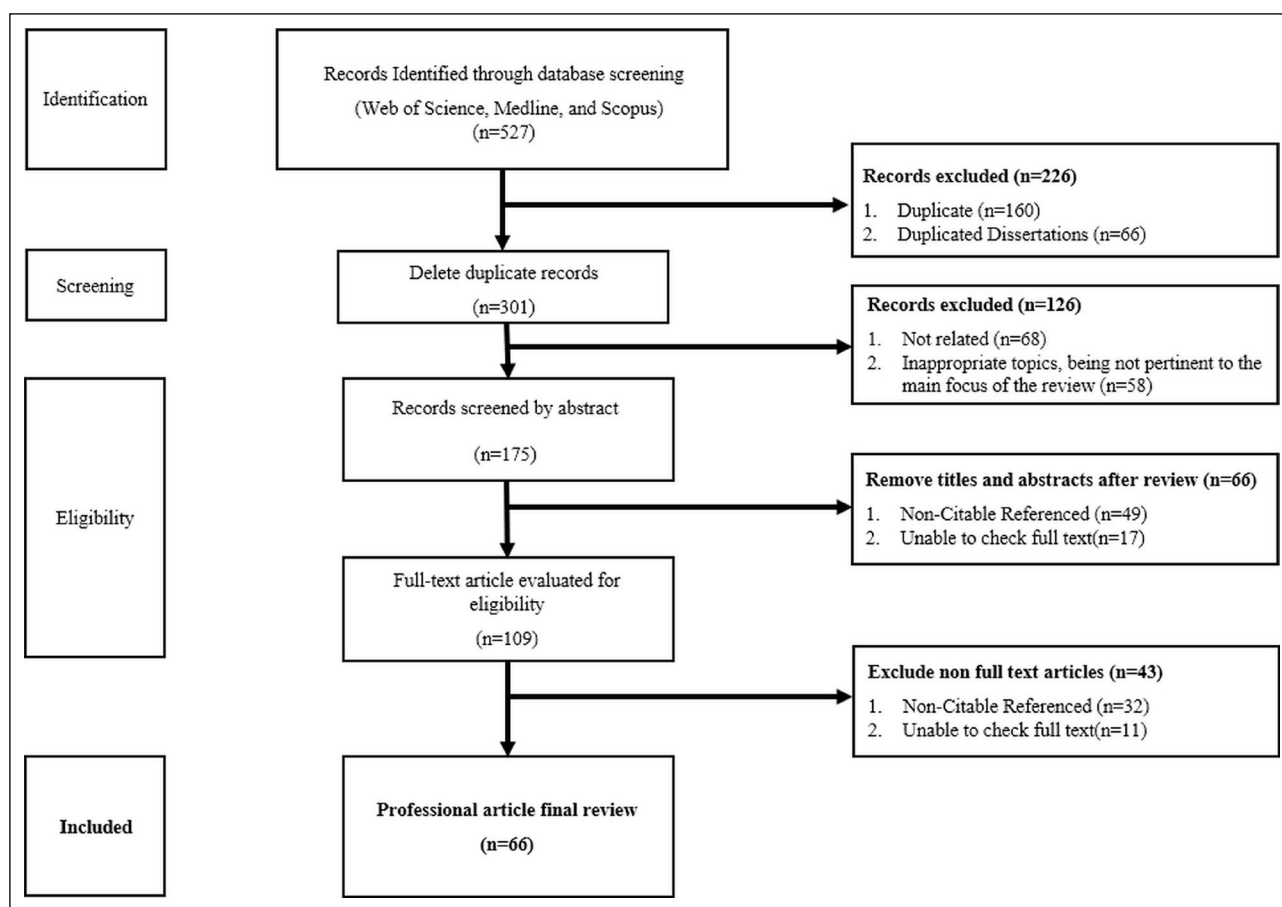 Identification
Records Identified through database screening
(Web of Science, Medline, and Scopus)
(n=527)
Records excluded (n=226)
1. Duplicate (n=160)
2. Duplicated Dissertations (n=66)
Screening
Delete duplicate records
(n=301)
Records excluded (n=126)
1. Not related (n=68)
2. Inappropriate topics, being not pertinent to the
main focus of the review (n=58)
Eligibility
Records screened by abstract
(n=175)
Remove titles and abstracts after review (n=66)
1. Non-Citable Referenced (n=49)
2. Unable to check full text(n=17)
Full-text article evaluated for
eligibility
(n=109)
Exclude non full text articles (n=43)
1. Non-Citable Referenced (n=32)
2. Unable to check full text(n=11)
Included
Professional article final review
(n=66)